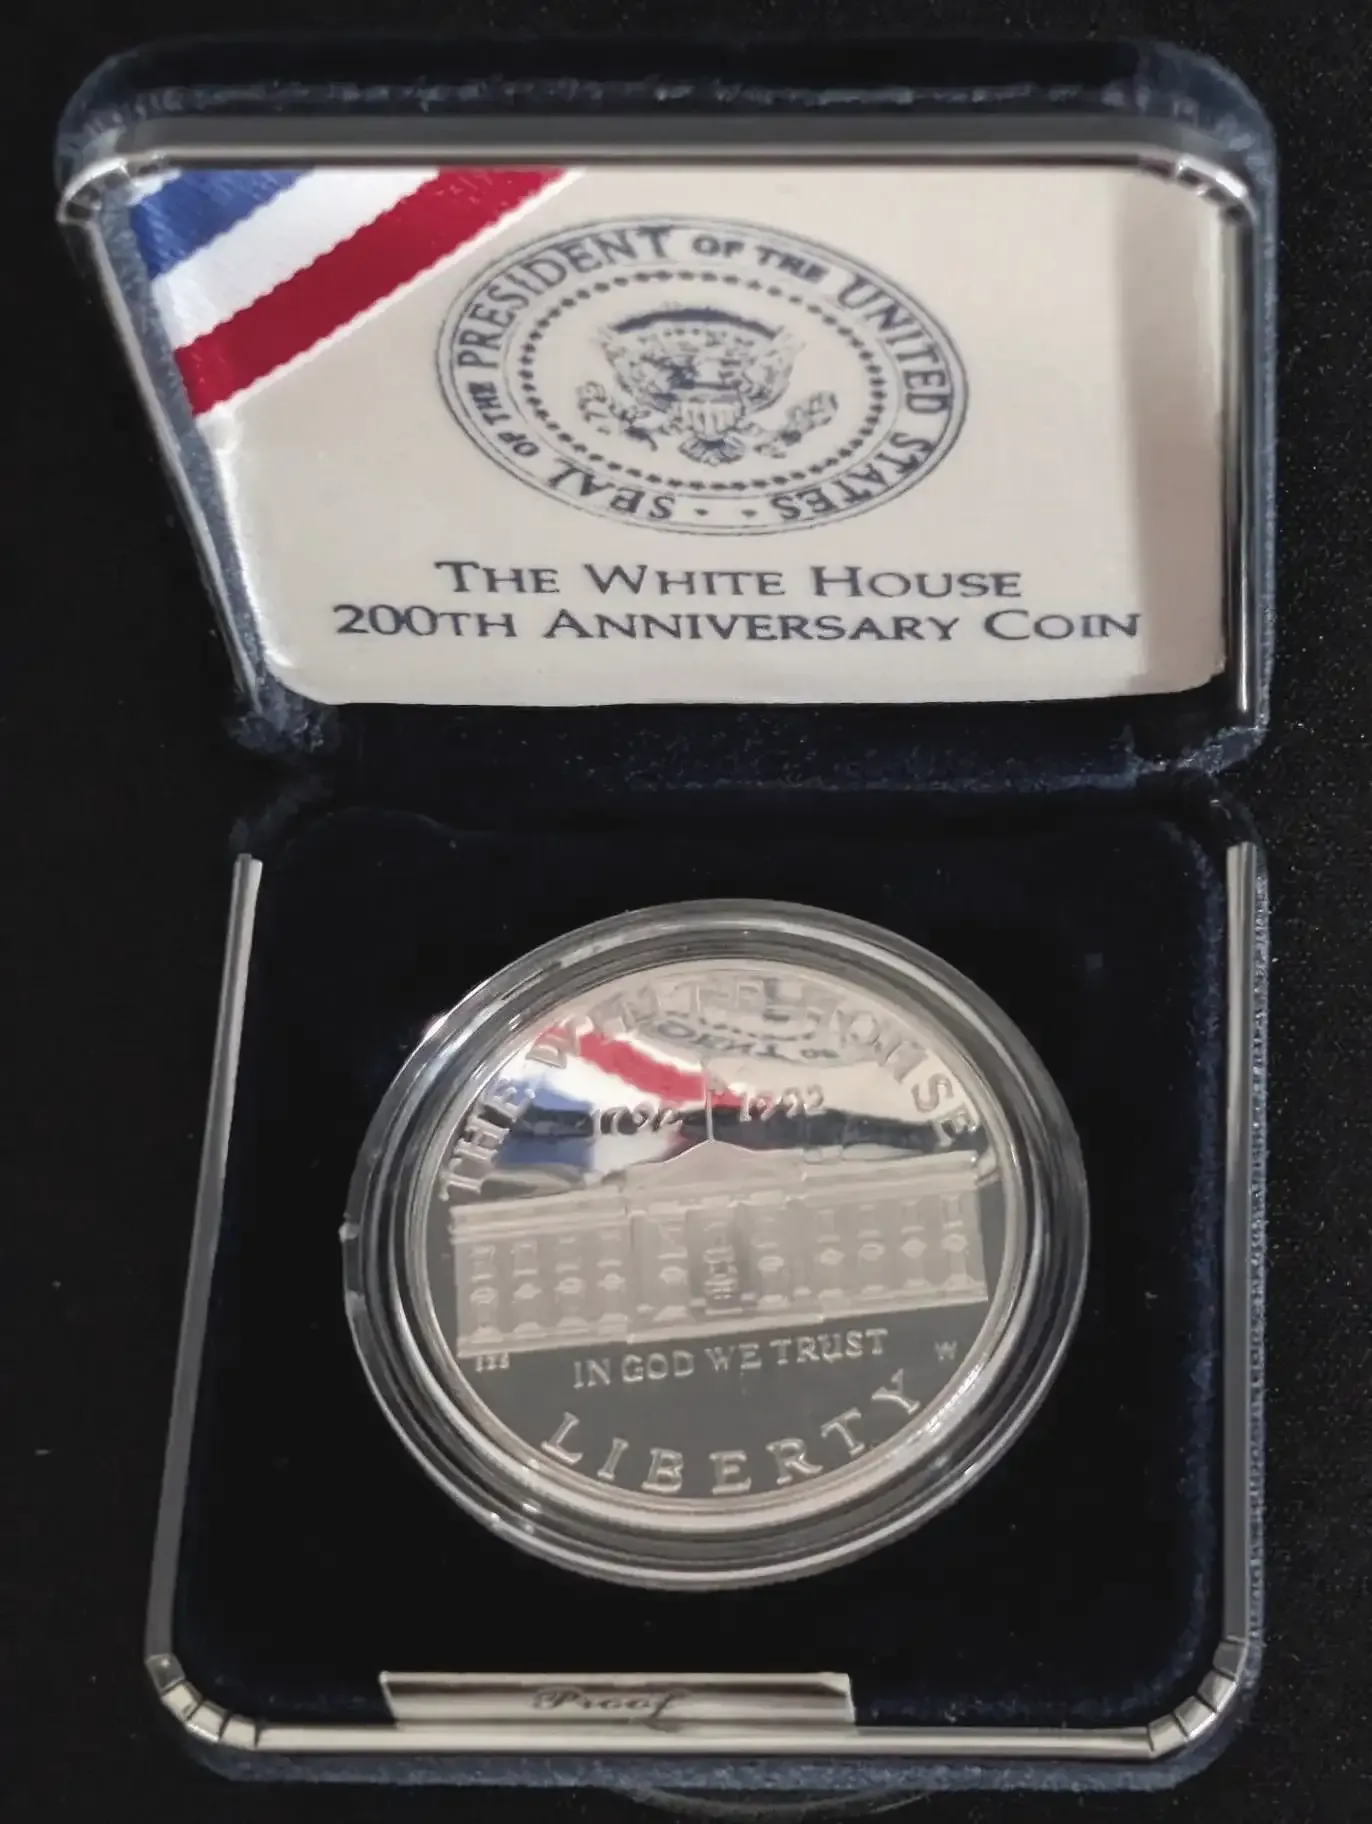 SEAL OF THE PRESIDENT OF THE UNITED STATES
THE WHITE HOUSE
200TH ANNIVERSARY COIN
THE WHITE HOUSE
1792 1992
IN GOD WE TRUST
W
LIBERTY
Proof